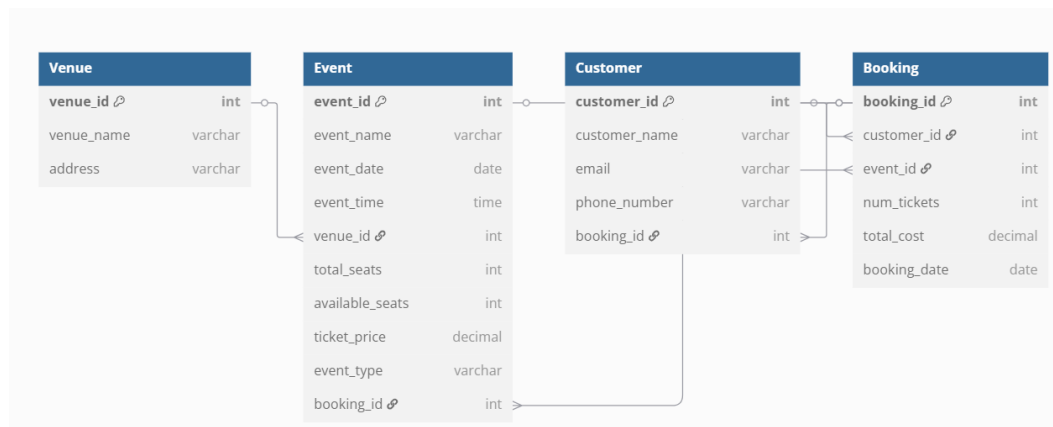 Venue
venue_id int
venue_name varchar
address varchar
Event
event_id int
event_name varchar
event_date date
event_time time
venue_id int
total_seats int
available_seats int
ticket_price decimal
event_type varchar
booking_id int
Customer
customer_id int
customer_name varchar
email varchar
phone_number varchar
booking_id int
Booking
booking_id int
customer_id int
event_id int
num_tickets int
total_cost decimal
booking_date date